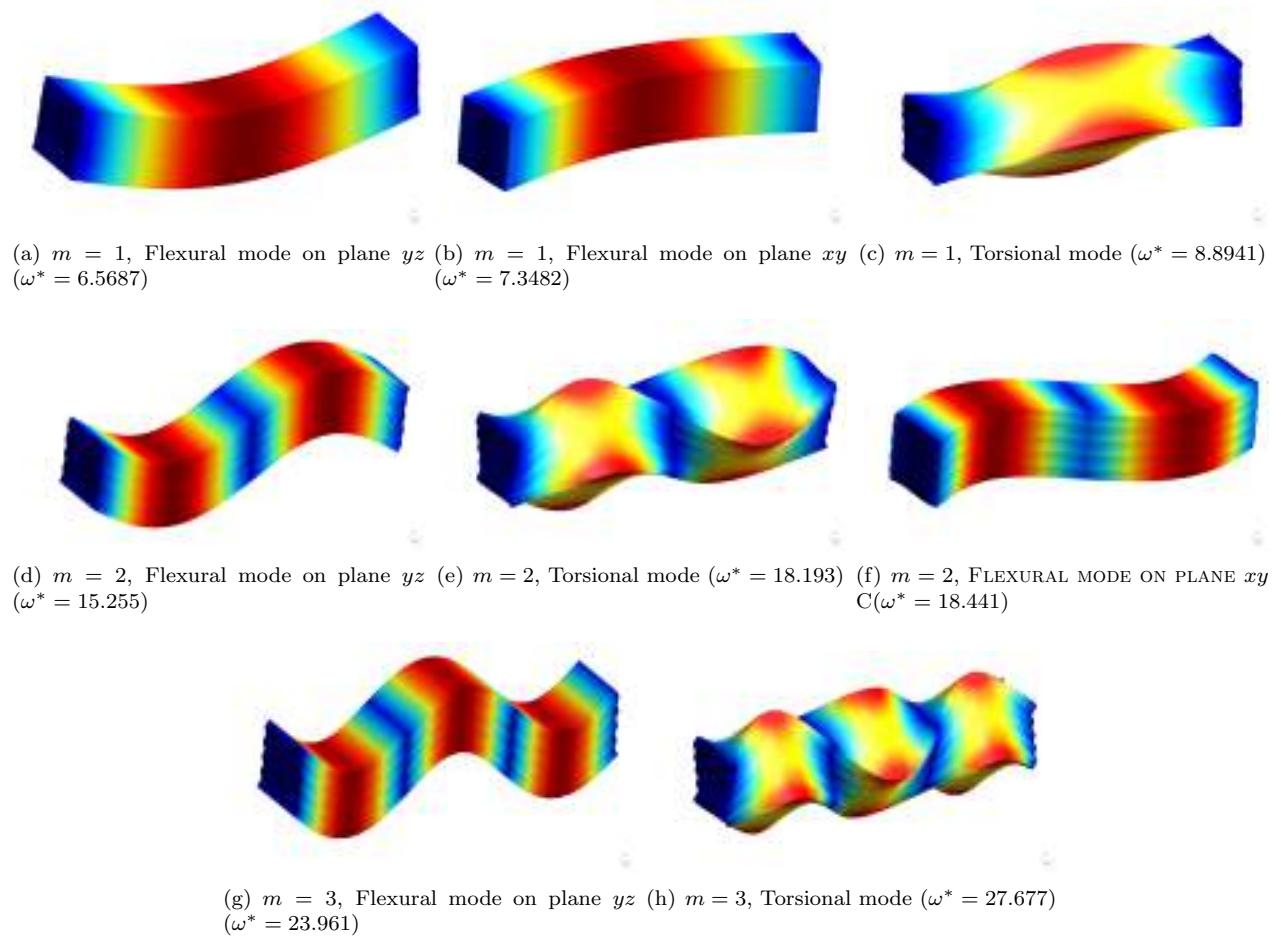 (a) m = 1, Flexural mode on plane yz
(ω* = 6.5687)
(b) m = 1, Flexural mode on plane xy
(ω* = 7.3482)
(c) m = 1, Torsional mode (ω* = 8.8941)
(d) m = 2, Flexural mode on plane yz
(ω* = 15.255)
(e) m = 2, Torsional mode (ω* = 18.193)
(f) m = 2, FLEXURAL MODE ON PLANE xy
C(ω* = 18.441)
(g) m = 3, Flexural mode on plane yz
(ω* = 23.961)
(h) m = 3, Torsional mode (ω* = 27.677)